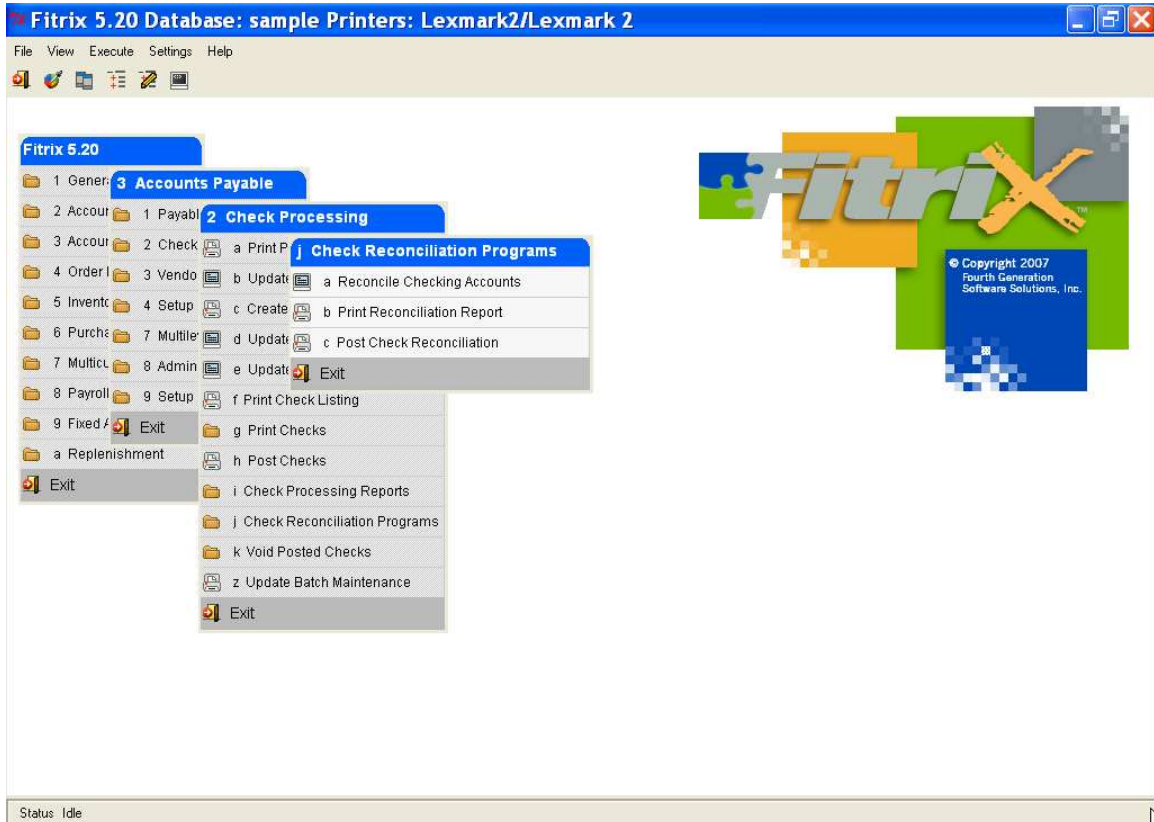 Fitrix 5.20 Database: sample Printers: Lexmark2/Lexmark 2
File View Execute Settings Help
Fitrix 5.20
1 Gener
2 Accour
3 Accour
4 Order
5 Invento
6 Purcha
7 Multicu
8 Payroll
9 Fixed
a Replenishment
Exit
3 Accounts Payable
1 Payabl
2 Check
3 Vendo
4 Setup
7 Multile
8 Admin
9 Setup
Exit
2 Check Processing
a Print P
b Update
c Create
d Update
e Update
f Print Check Listing
g Print Checks
h Post Checks
i Check Processing Reports
j Check Reconciliation Programs
k Void Posted Checks
z Update Batch Maintenance
Exit
j Check Reconciliation Programs
a Reconcile Checking Accounts
b Print Reconciliation Report
c Post Check Reconciliation
Exit
FitriX
TM
© Copyright 2007
Fourth Generation
Software Solutions, Inc.
Status Idle